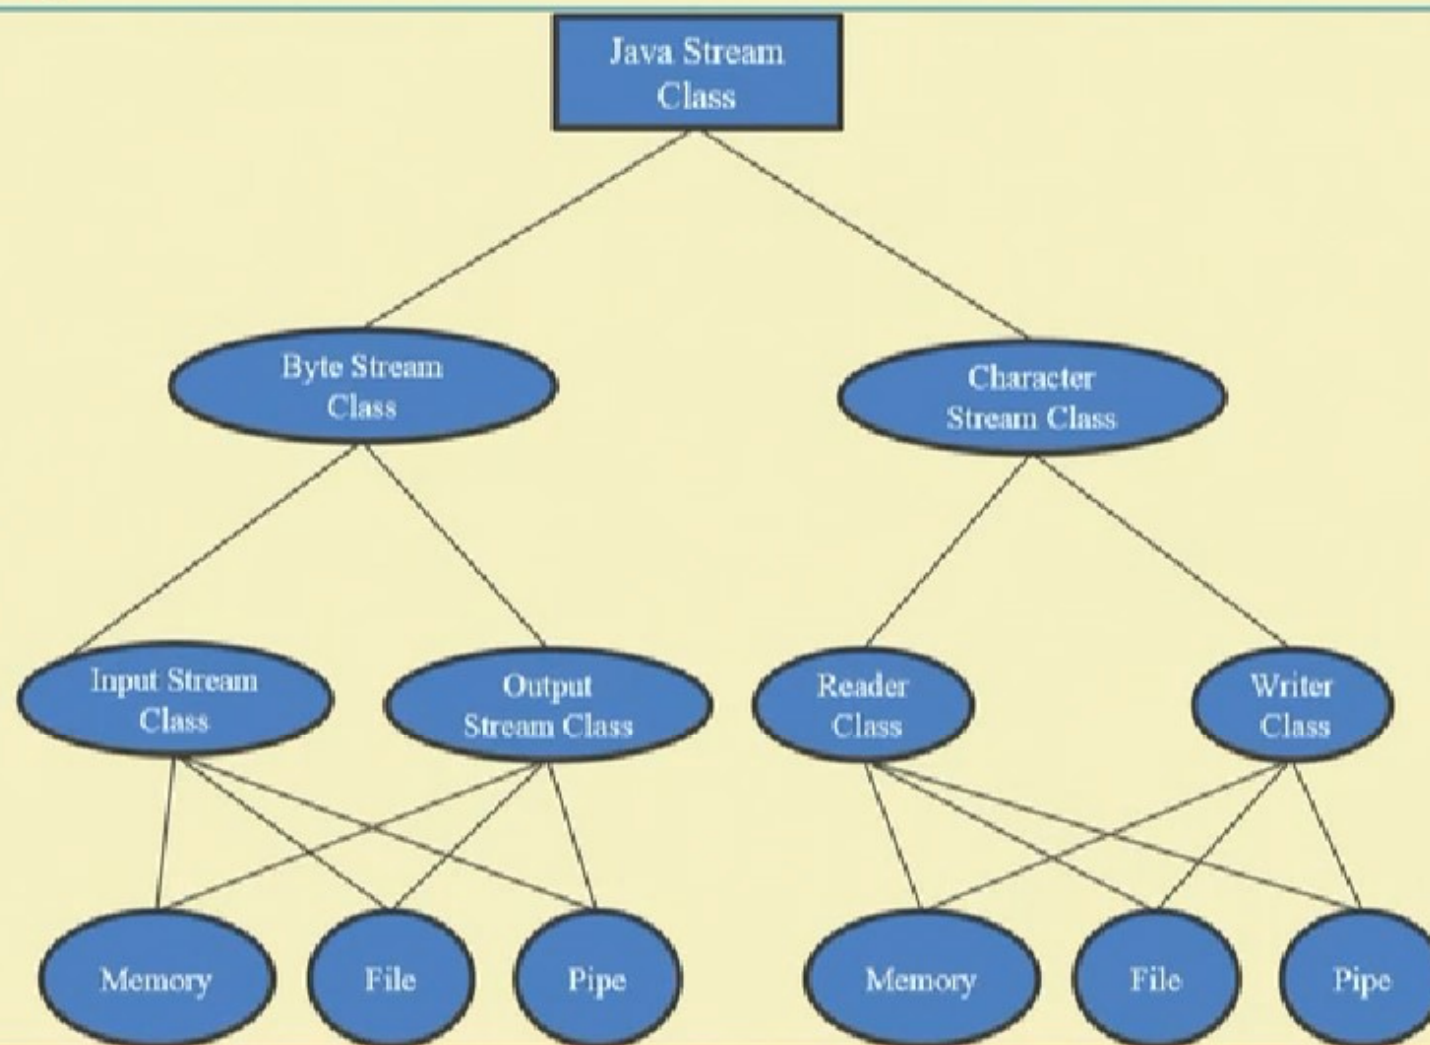 Java Stream
Class
Byte Stream
Class
Character
Stream Class
Input Stream
Class
Output
Stream Class
Reader
Class
Writer
Class
Memory
File
Pipe
Memory
File
Pipe